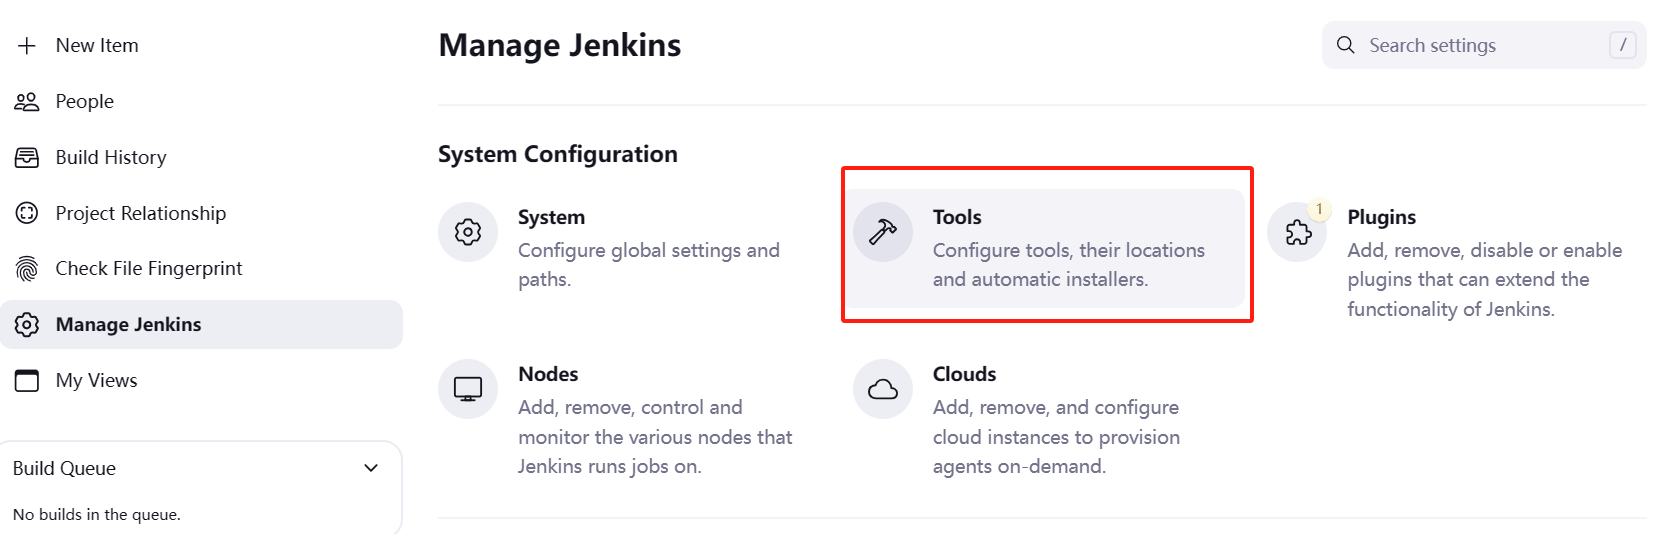 New Item
People
Build History
Project Relationship
Check File Fingerprint
Manage Jenkins
My Views
Build Queue
No builds in the queue.
Manage Jenkins
Search settings
/
System Configuration
System
Configure global settings and
paths.
Tools
Configure tools, their locations
and automatic installers.
1
Plugins
Add, remove, disable or enable
plugins that can extend the
functionality of Jenkins.
Nodes
Add, remove, control and
monitor the various nodes that
Jenkins runs jobs on.
Clouds
Add, remove, and configure
cloud instances to provision
agents on-demand.